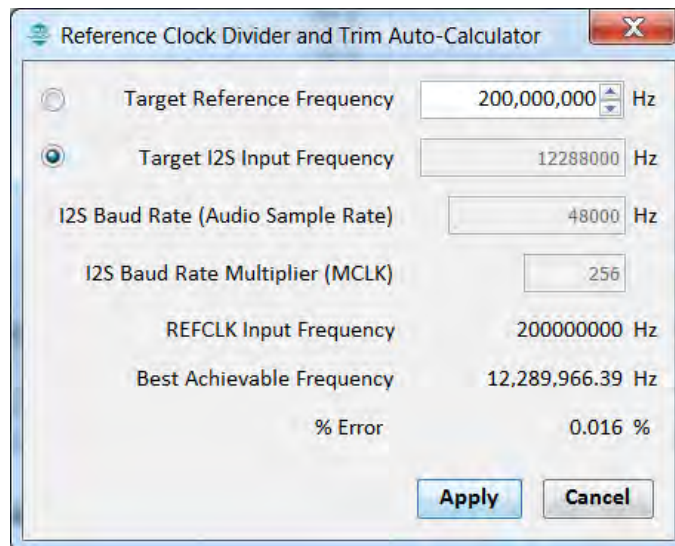 Reference Clock Divider and Trim Auto-Calculator
Target Reference Frequency 200,000,000 Hz
Target I2S Input Frequency 12288000 Hz
I2S Baud Rate (Audio Sample Rate) 48000 Hz
I2S Baud Rate Multiplier (MCLK) 256
REFCLK Input Frequency 200000000 Hz
Best Achievable Frequency 12,289,966.39 Hz
% Error 0.016 %
Apply Cancel